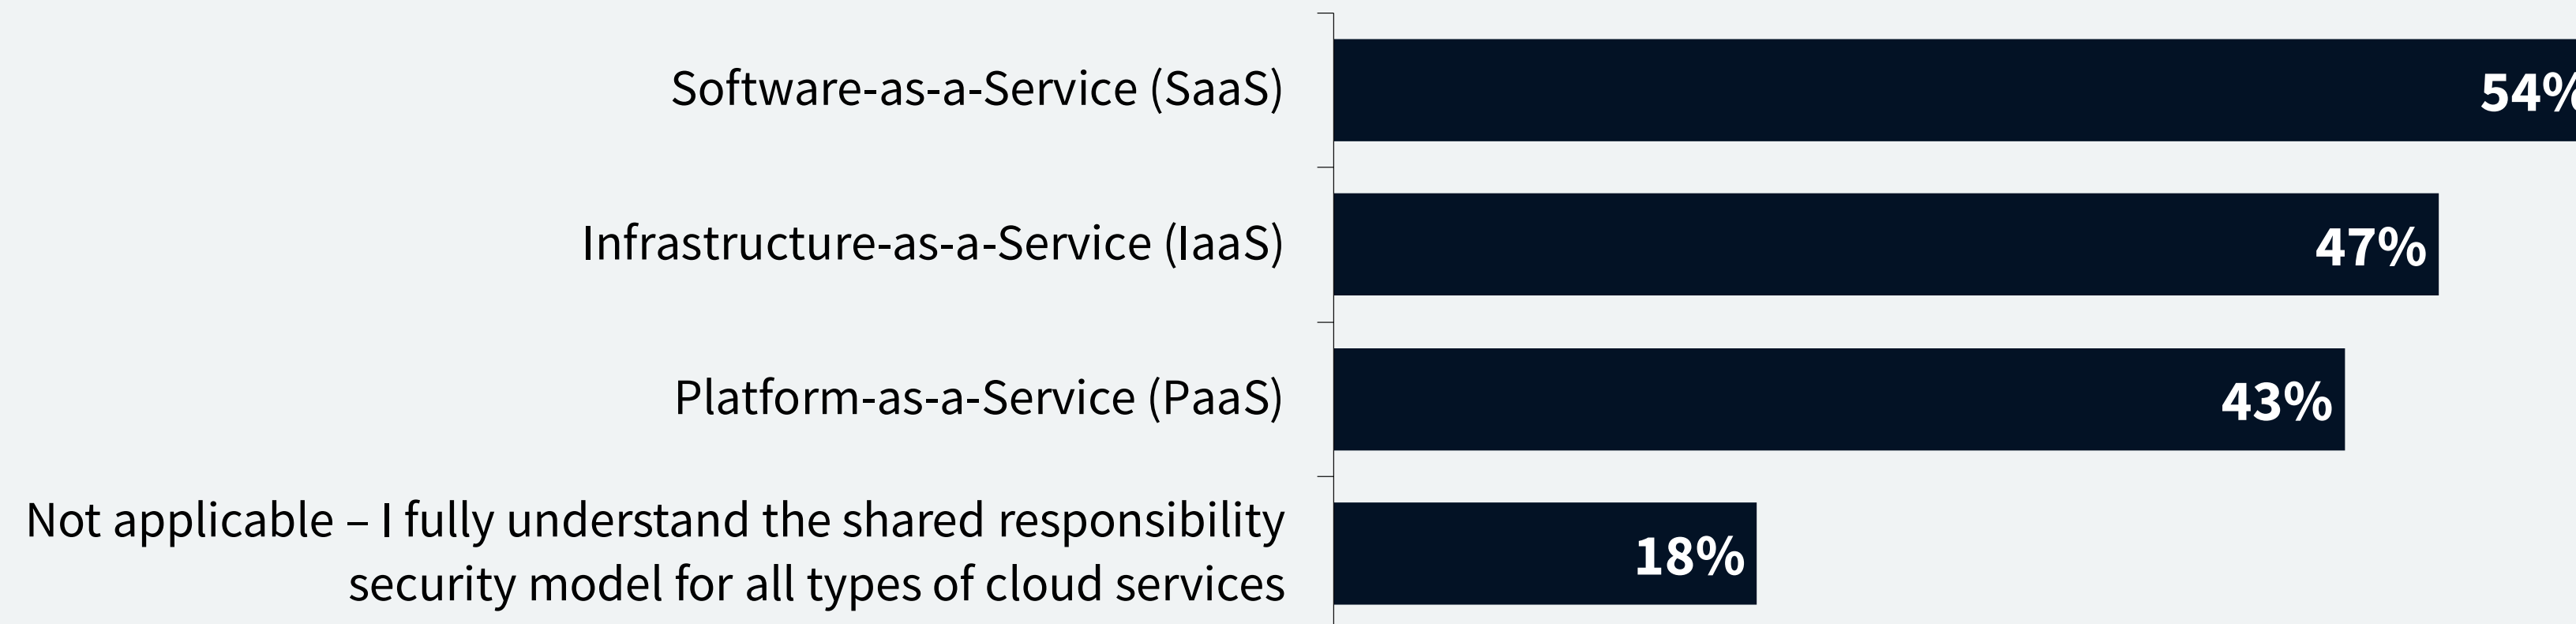 Software-as-a-Service (SaaS) 54%
Infrastructure-as-a-Service (IaaS) 47%
Platform-as-a-Service (PaaS) 43%
Not applicable – I fully understand the shared responsibility
security model for all types of cloud services
18%